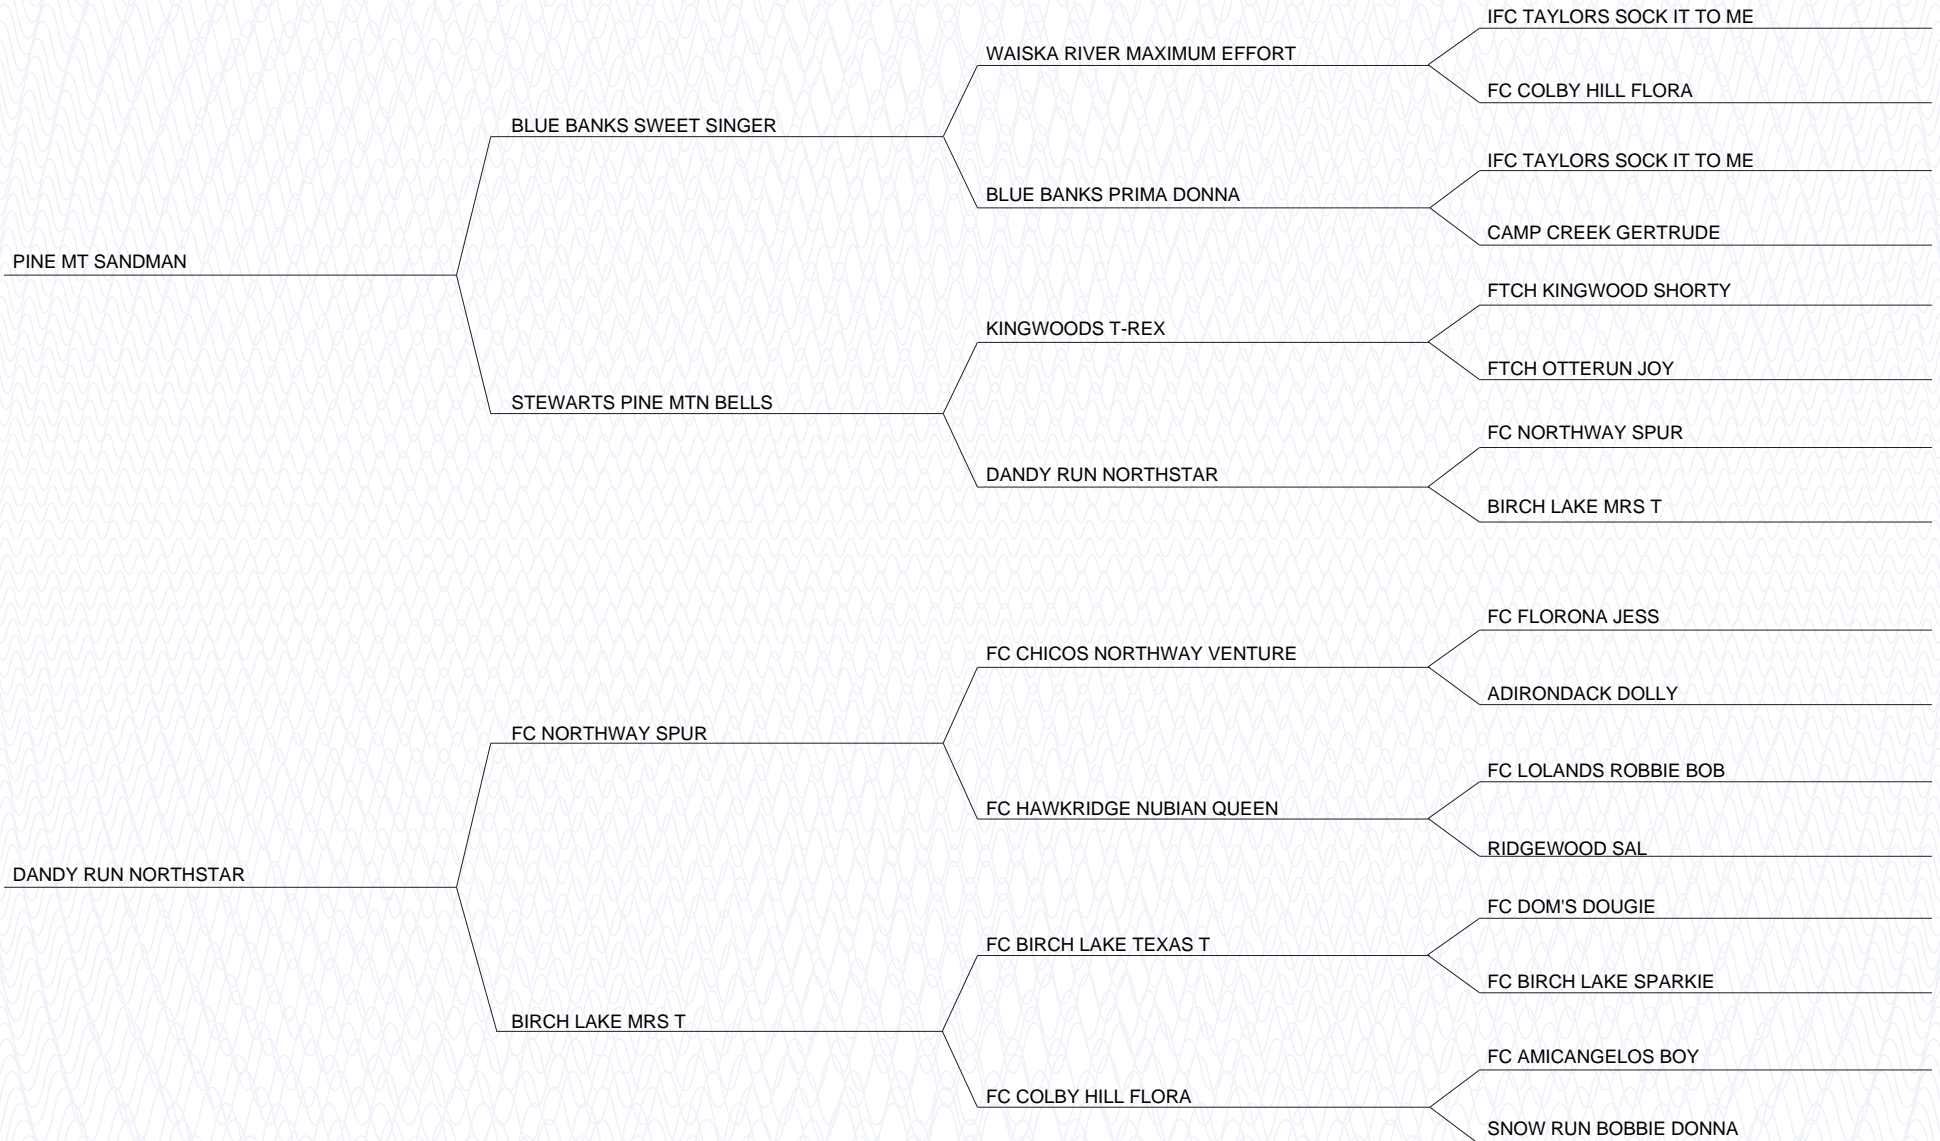 IFC TAYLORS SOCK IT TO ME
WAISKA RIVER MAXIMUM EFFORT
FC COLBY HILL FLORA
BLUE BANKS SWEET SINGER
IFC TAYLORS SOCK IT TO ME
BLUE BANKS PRIMA DONNA
CAMP CREEK GERTRUDE
PINE MT SANDMAN
FTCH KINGWOOD SHORTY
KINGWOODS T-REX
FTCH OTTERUN JOY
STEWARTS PINE MTN BELLS
FC NORTHWAY SPUR
DANDY RUN NORTHSTAR
BIRCH LAKE MRS T
FC FLORONA JESS
FC CHICOS NORTHWAY VENTURE
ADIRONDACK DOLLY
FC NORTHWAY SPUR
FC LOLANDS ROBBIE BOB
FC HAWKRIDGE NUBIAN QUEEN
RIDGEWOOD SAL
DANDY RUN NORTHSTAR
FC DOM'S DOUGIE
FC BIRCH LAKE TEXAS T
FC BIRCH LAKE SPARKIE
BIRCH LAKE MRS T
FC AMICANGELOS BOY
FC COLBY HILL FLORA
SNOW RUN BOBBIE DONNA